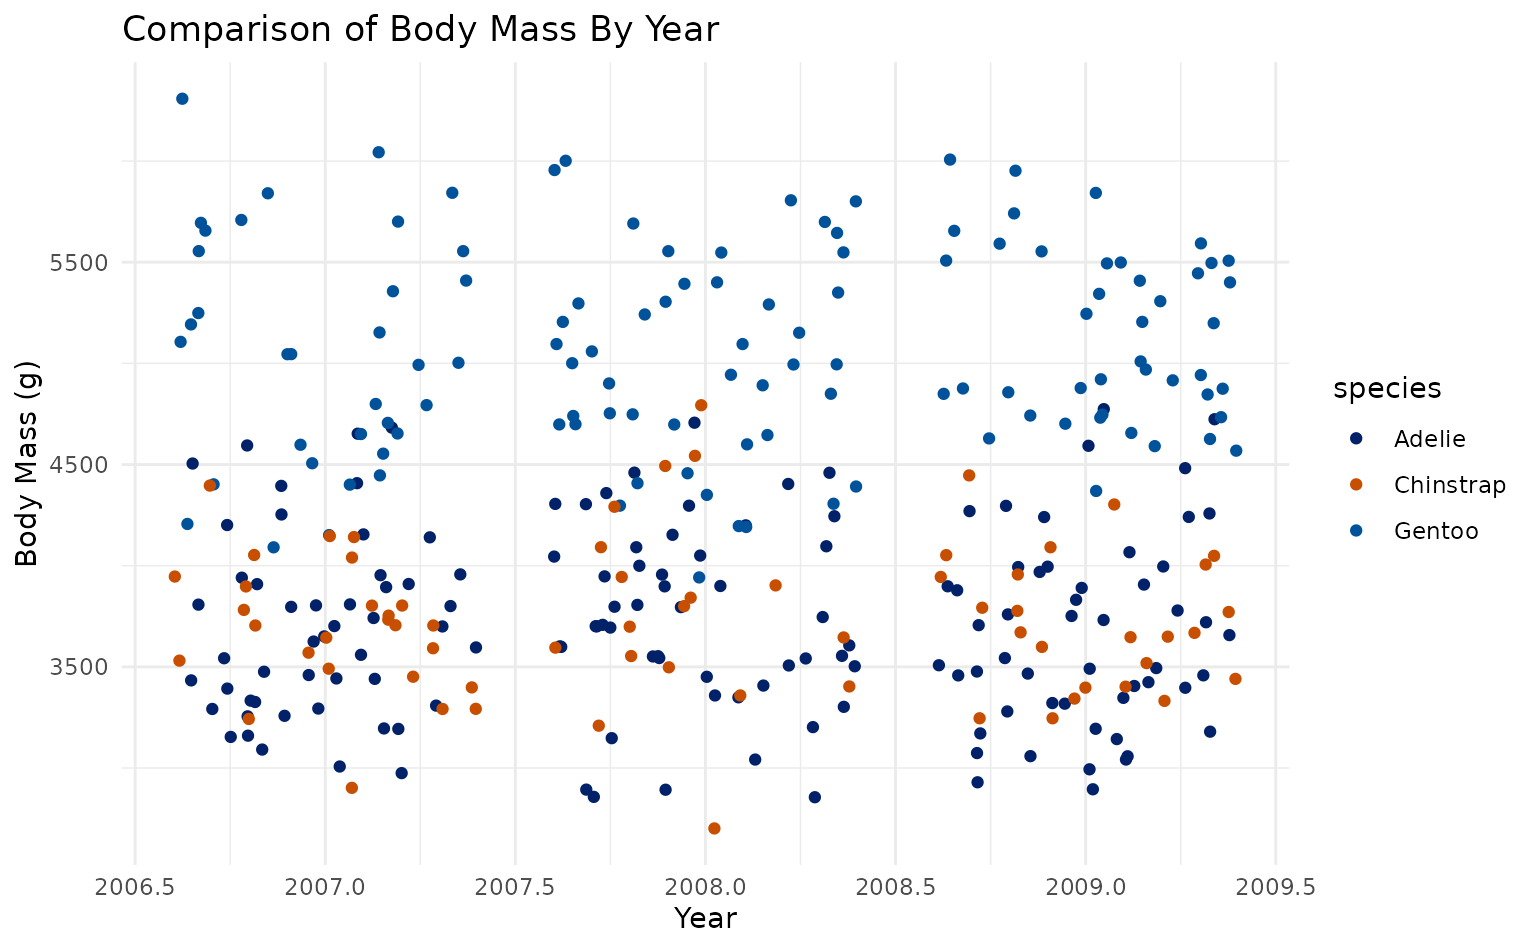 Comparison of Body Mass By Year
Body Mass (g)
5500
4500
3500
2006.5 2007.0 2007.5 2008.0 2008.5 2009.0 2009.5
Year
species
Adelie
Chinstrap
Gentoo